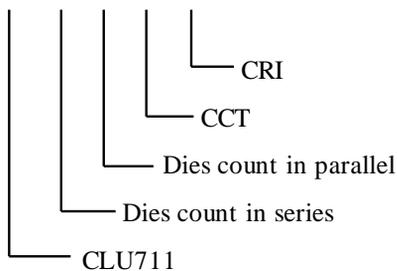 CRI
CCT
Dies count in parallel
Dies count in series
CLU711